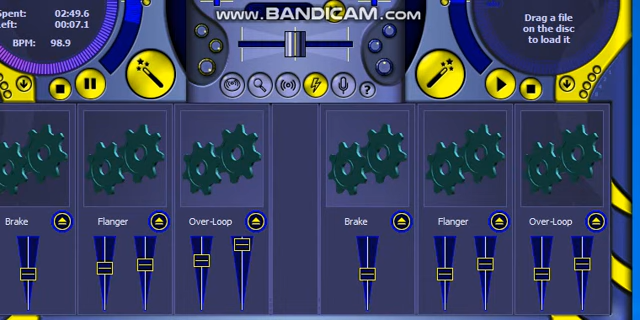 www.BANDICAM.com
Spent: 02:49.6
Left: 00:07.1
BPM: 98.9
Drag a file
on the disc
to load it
?
Brake
Flanger
Over-Loop
Brake
Flanger
Over-Loop